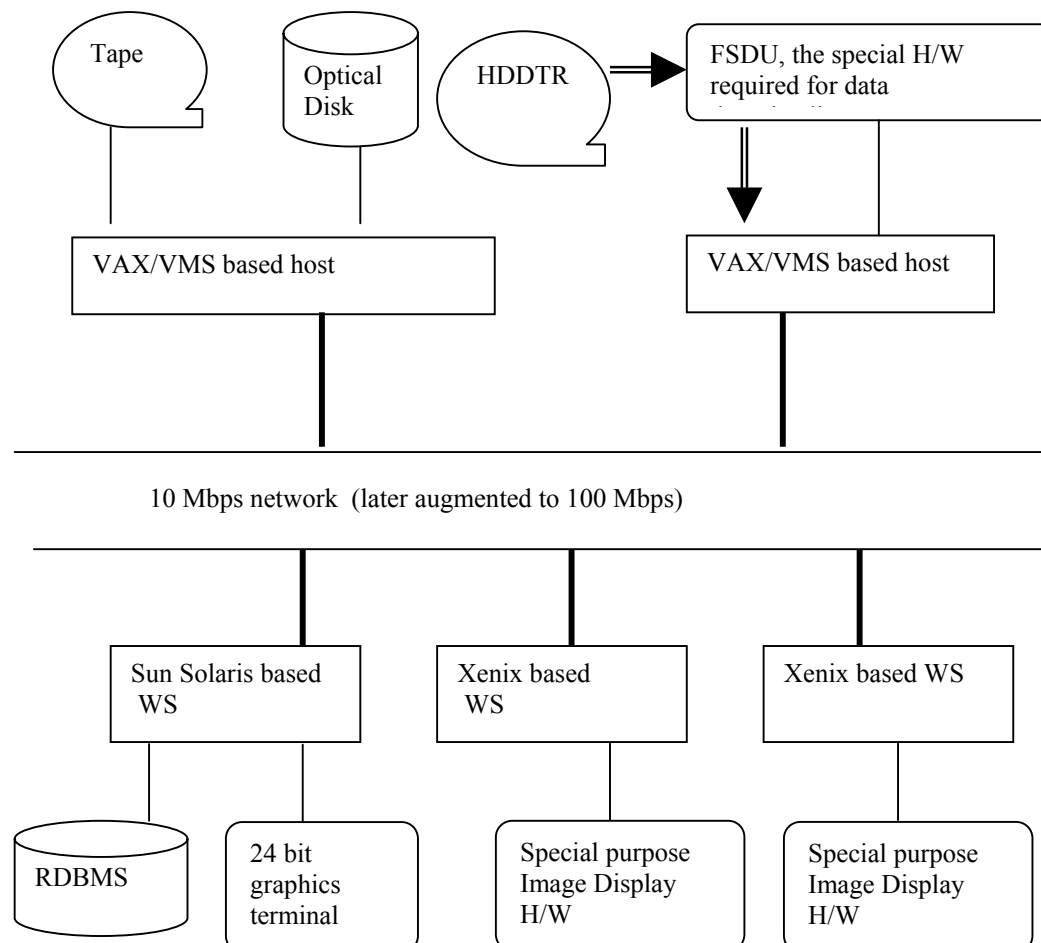 Tape
Optical
Disk
HDDTR
FSDU, the special H/W
required for data
VAX/VMS based host
VAX/VMS based host
10 Mbps network  (later augmented to 100 Mbps)
Sun Solaris based
WS
Xenix based
WS
Xenix based WS
RDBMS
24 bit
graphics
terminal
Special purpose
Image Display
H/W
Special purpose
Image Display
H/W